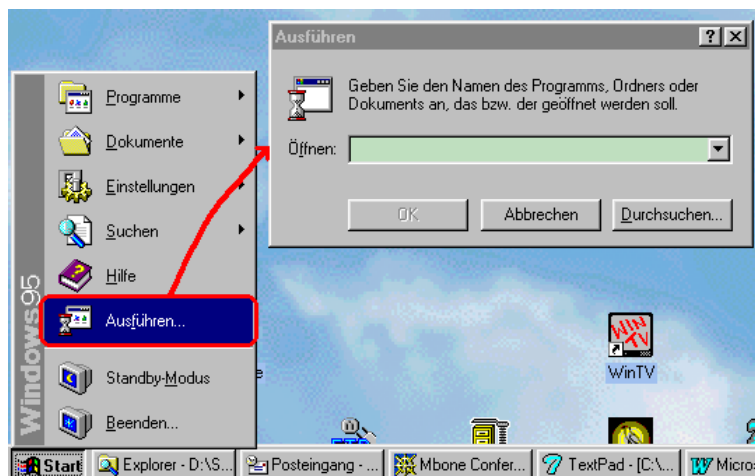 Ausführen
Geben Sie den Namen des Programms, Ordners oder
Dokuments an, das bzw. der geöffnet werden soll.
Öffnen:
OK
Abbrechen
Durchsuchen...
Windows95
Programme
Dokumente
Einstellungen
Suchen
Hilfe
Ausführen...
Standby-Modus
Beenden...
WIN
TV
WinTV
Start
Explorer - D:\S...
Posteingang - ...
Mbone Confer...
TextPad - [C:\...
Micro